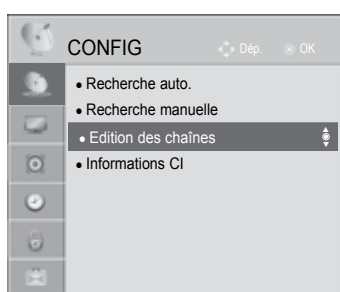 CONFIG
Dép. OK
• Recherche auto.
• Recherche manuelle
• Edition des chaînes
• Informations CI